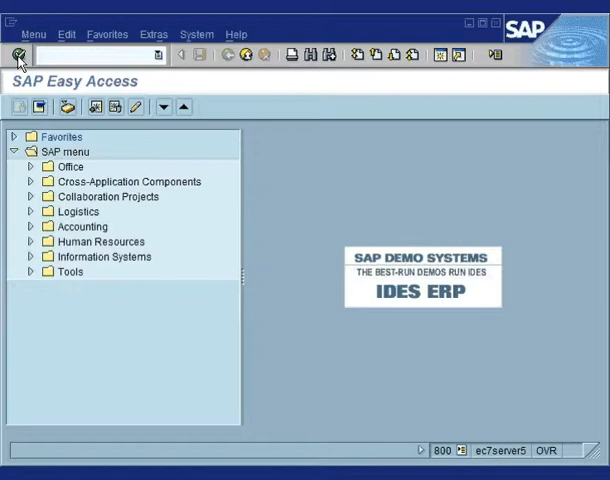 Menu Edit Favorites Extras System Help
SAP
SAP Easy Access
Favorites
SAP menu
Office
Cross-Application Components
Collaboration Projects
Logistics
Accounting
Human Resources
Information Systems
Tools
SAP DEMO SYSTEMS
THE BEST-RUN DEMOS RUN IDES
IDES ERP
800 ec7server5 OVR